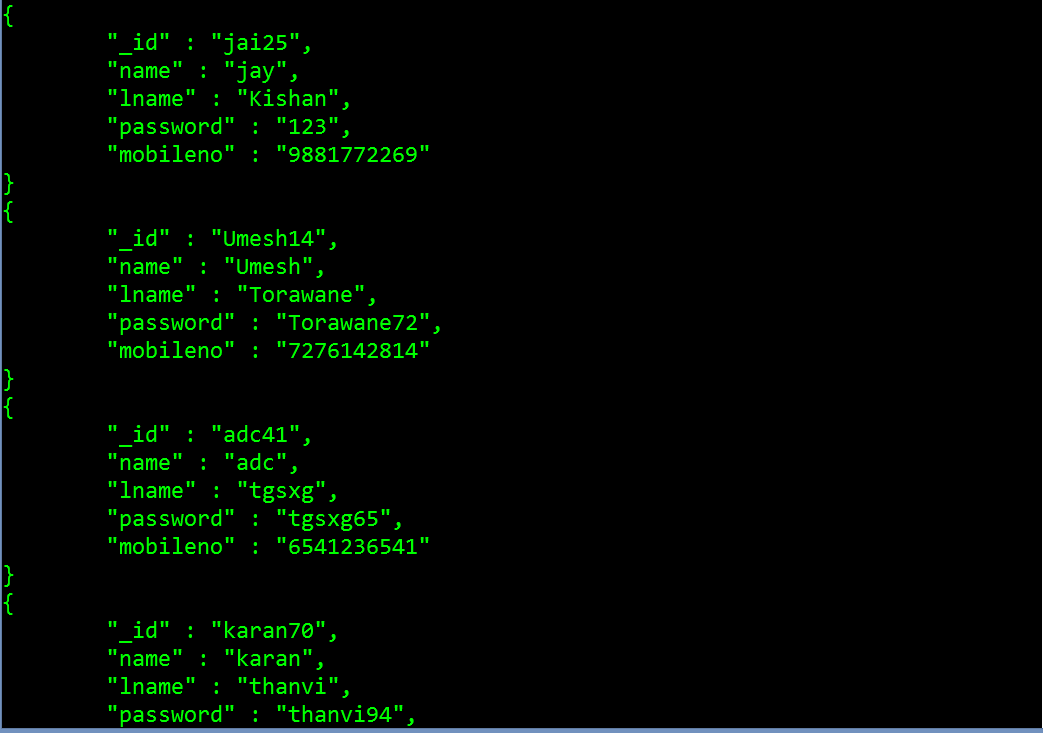 {
"_id" : "jai25",
"name" : "jay",
"lname" : "Kishan",
"password" : "123",
"mobileno" : "9881772269"
}
{
"_id" : "Umesh14",
"name" : "Umesh",
"lname" : "Torawane",
"password" : "Torawane72",
"mobileno" : "7276142814"
}
{
"_id" : "adc41",
"name" : "adc",
"lname" : "tgsxg",
"password" : "tgsxg65",
"mobileno" : "6541236541"
}
{
"_id" : "karan70",
"name" : "karan",
"lname" : "thanvi",
"password" : "thanvi94",